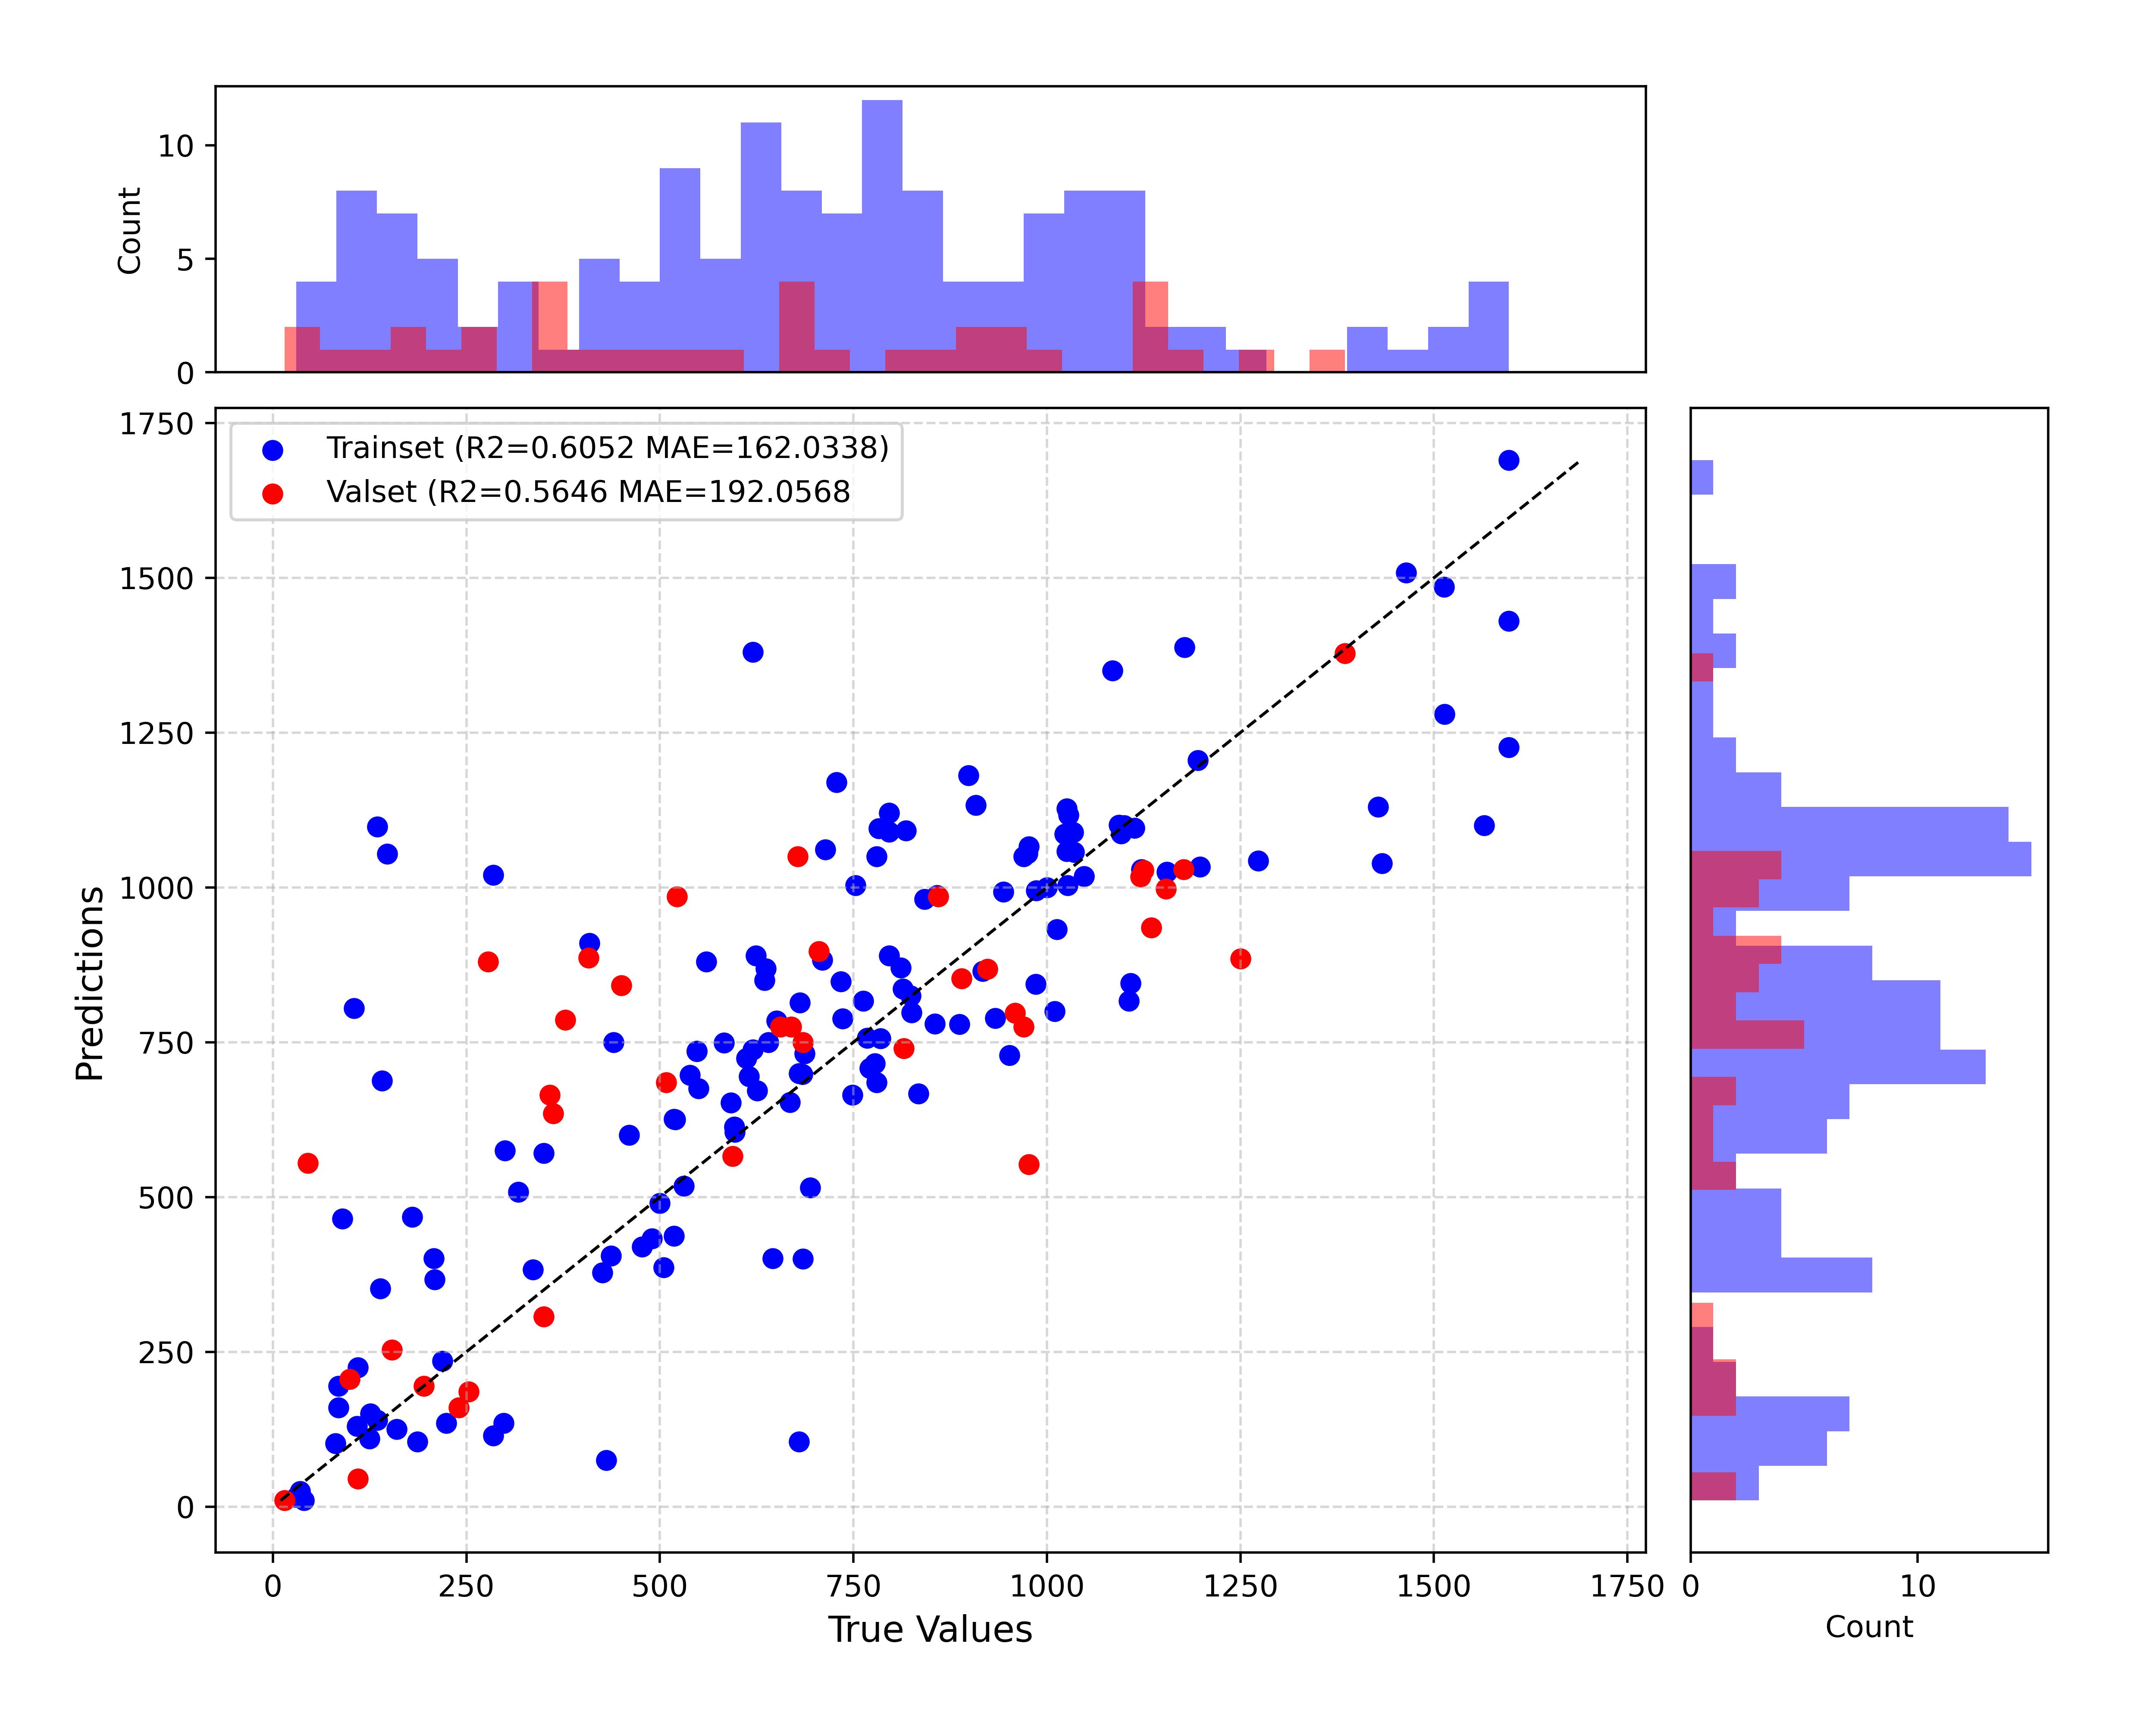 10
5
0
Count
1750
1500
1250
1000
750
500
250
0
Predictions
Trainset (R2=0.6052 MAE=162.0338)
Valset (R2=0.5646 MAE=192.0568
0 250 500 750 1000 1250 1500 1750
True Values
0 10
Count